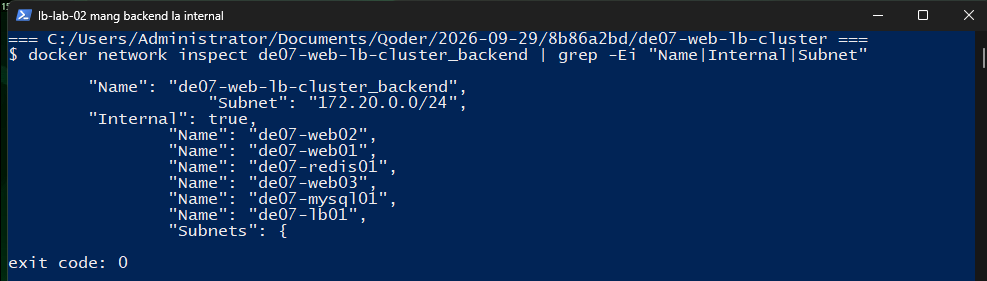 15
lb-lab-02 mang backend la internal
=== C:/Users/Administrator/Documents/Qoder/2026-09-29/8b86a2bd/de07-web-lb-cluster ===
$ docker network inspect de07-web-lb-cluster_backend | grep -Ei "Name|Internal|Subnet"
"Name": "de07-web-lb-cluster_backend",
"Subnet": "172.20.0.0/24",
"Internal": true,
"Name": "de07-web02",
"Name": "de07-web01",
"Name": "de07-redis01",
"Name": "de07-web03",
"Name": "de07-mysql01",
"Name": "de07-lb01",
"Subnets": {
exit code: 0